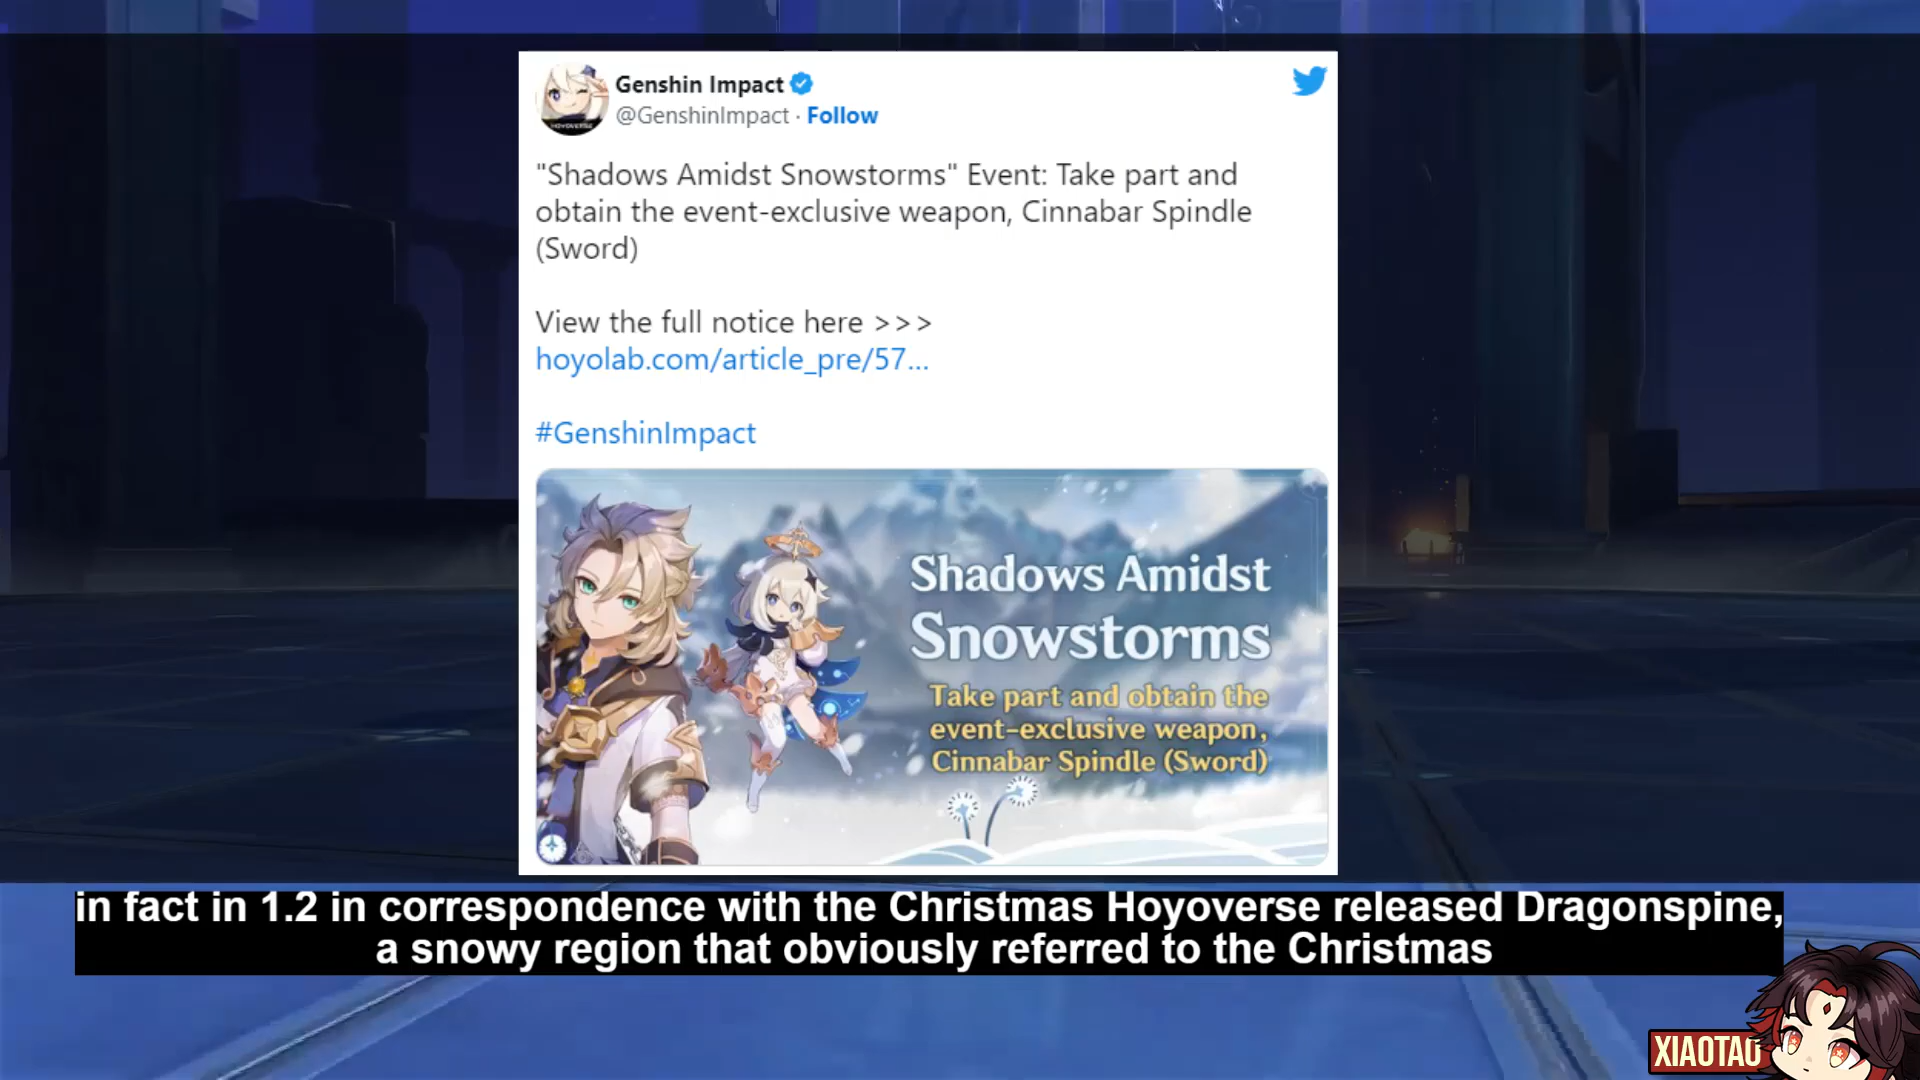 Genshin Impact
@GenshinImpact · Follow
"Shadows Amidst Snowstorms" Event: Take part and
obtain the event-exclusive weapon, Cinnabar Spindle
(Sword)
View the full notice here >>>
hoyolab.com/article_pre/57...
#GenshinImpact
Shadows Amidst
Snowstorms
Take part and obtain the
event-exclusive weapon,
Cinnabar Spindle (Sword)
in fact in 1.2 in correspondence with the Christmas Hoyoverse released Dragonspine,
a snowy region that obviously referred to the Christmas
XIAOTAO